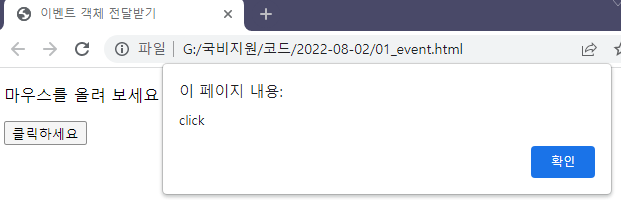 이벤트 객체 전달받기
파일 | G:/국비지원/코드/2022-08-02/01_event.html
마우스를 올려 보세요
클릭하세요
이 페이지 내용:
click
확인